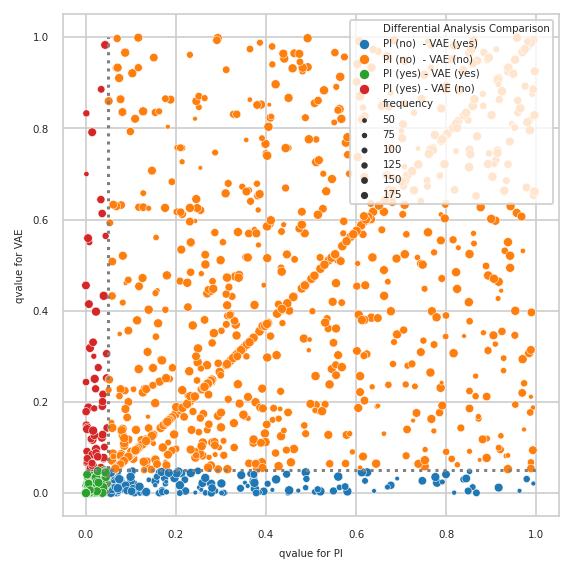 Differential Analysis Comparison
PI (no) - VAE (yes)
PI (no) - VAE (no)
PI (yes) - VAE (yes)
PI (yes) - VAE (no)
frequency
50
75
100
125
150
175
1.0
0.8
0.6
0.4
0.2
0.0
qvalue for VAE
0.0 0.2 0.4 0.6 0.8 1.0
qvalue for PI